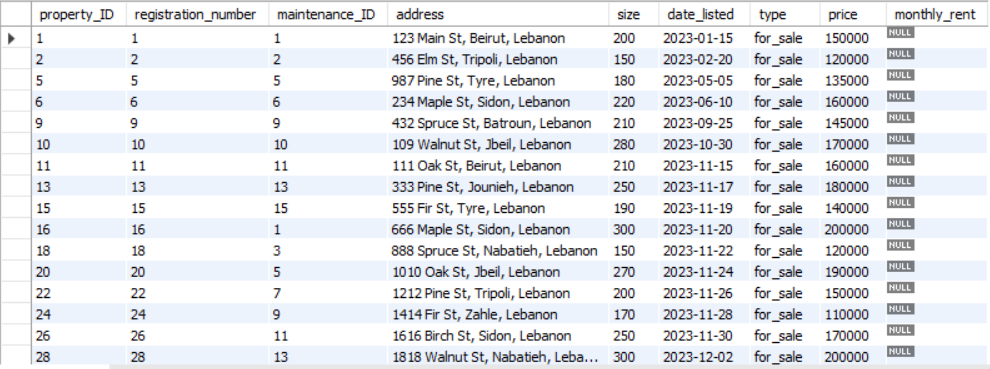 property_ID registration_number maintenance_ID address size date_listed type price monthly_rent
1 1 1 123 Main St, Beirut, Lebanon 200 2023-01-15 for_sale 150000 NULL
2 2 2 456 Elm St, Tripoli, Lebanon 150 2023-02-20 for_sale 120000 NULL
5 5 5 987 Pine St, Tyre, Lebanon 180 2023-05-05 for_sale 135000 NULL
6 6 6 234 Maple St, Sidon, Lebanon 220 2023-06-10 for_sale 160000 NULL
9 9 9 432 Spruce St, Batroun, Lebanon 210 2023-09-25 for_sale 145000 NULL
10 10 10 109 Walnut St, Jbeil, Lebanon 280 2023-10-30 for_sale 170000 NULL
11 11 11 111 Oak St, Beirut, Lebanon 210 2023-11-15 for_sale 160000 NULL
13 13 13 333 Pine St, Jounieh, Lebanon 250 2023-11-17 for_sale 180000 NULL
15 15 15 555 Fir St, Tyre, Lebanon 190 2023-11-19 for_sale 140000 NULL
16 16 1 666 Maple St, Sidon, Lebanon 300 2023-11-20 for_sale 200000 NULL
18 18 3 888 Spruce St, Nabatieh, Lebanon 150 2023-11-22 for_sale 120000 NULL
20 20 5 1010 Oak St, Jbeil, Lebanon 270 2023-11-24 for_sale 190000 NULL
22 22 7 1212 Pine St, Tripoli, Lebanon 200 2023-11-26 for_sale 150000 NULL
24 24 9 1414 Fir St, Zahle, Lebanon 170 2023-11-28 for_sale 110000 NULL
26 26 11 1616 Birch St, Sidon, Lebanon 250 2023-11-30 for_sale 170000 NULL
28 28 13 1818 Walnut St, Nabatieh, Leba... 300 2023-12-02 for_sale 200000 NULL